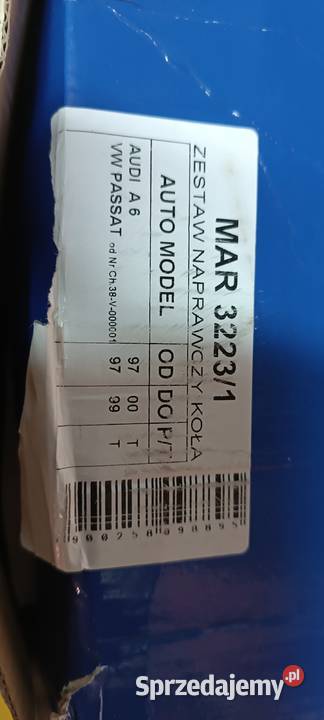 MAR 3223/1
ZESTAW NAPRAWCZY KOŁA
AUTO MODEL OD DO P/T
AUDI A 6 97 00 T
VW PASSAT od Nr Ch.38-V-000001 97 99 T
Sprzedajemy.pl